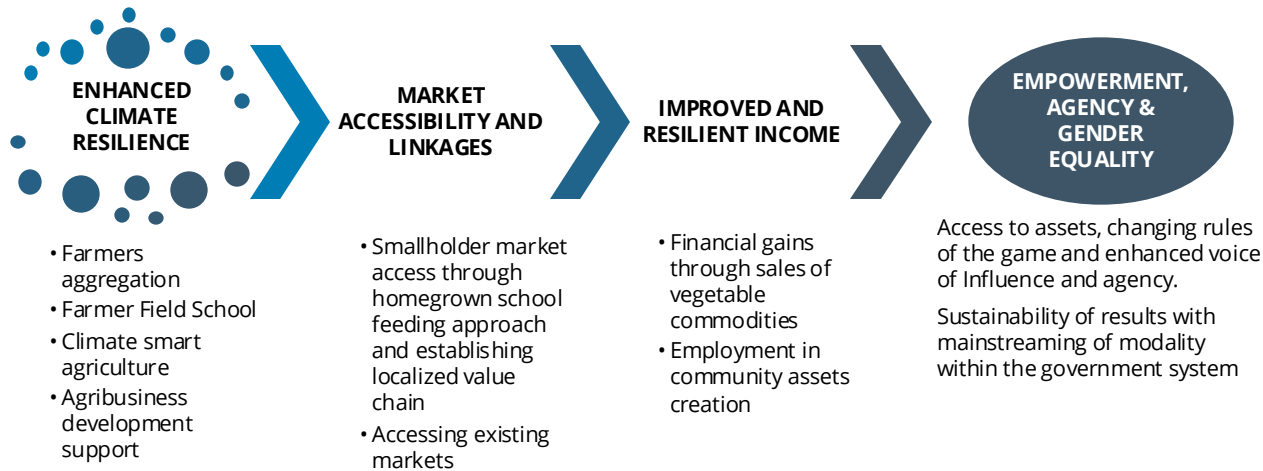 ENHANCED
CLIMATE
RESILIENCE
• Farmers
aggregation
• Farmer Field School
• Climate smart
agriculture
• Agribusiness
development
support
MARKET
ACCESSIBILITY AND
LINKAGES
• Smallholder market
access through
homegrown school
feeding approach
and establishing
localized value
chain
• Accessing existing
markets
IMPROVED AND
RESILIENT INCOME
• Financial gains
through sales of
vegetable
commodities
• Employment in
community assets
creation
EMPOWERMENT,
AGENCY &
GENDER
EQUALITY
Access to assets, changing rules
of the game and enhanced voice
of Influence and agency.
Sustainability of results with
mainstreaming of modality
within the government system